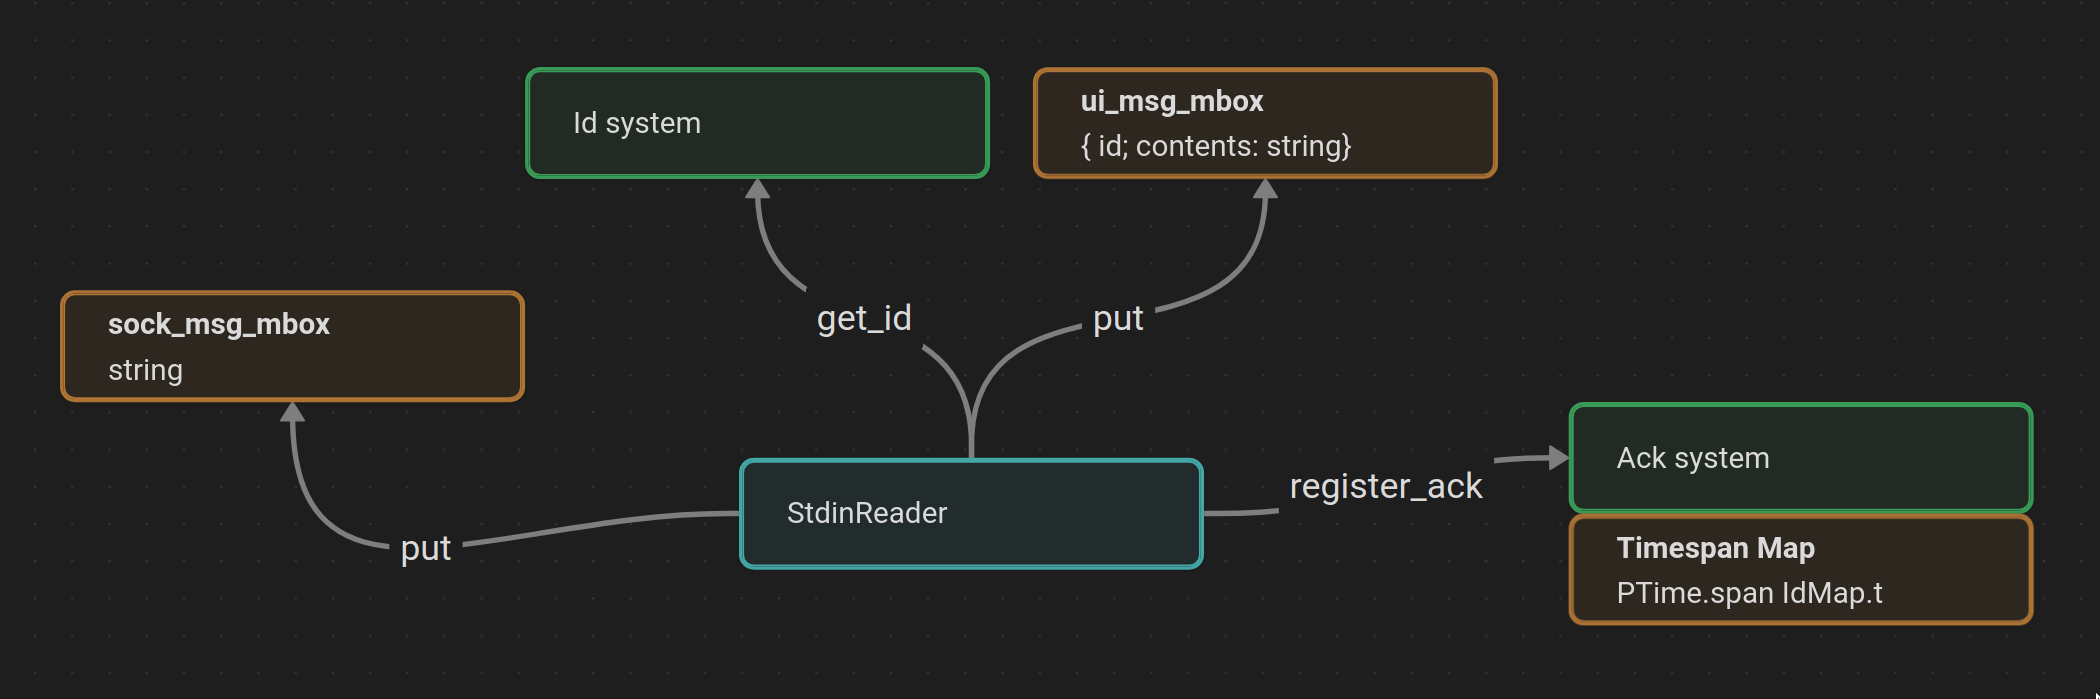 Id system
ui_msg_mbox
{ id; contents: string}
get_id
put
sock_msg_mbox
string
Ack system
register_ack
StdinReader
put
Timespan Map
PTime.span IdMap.t